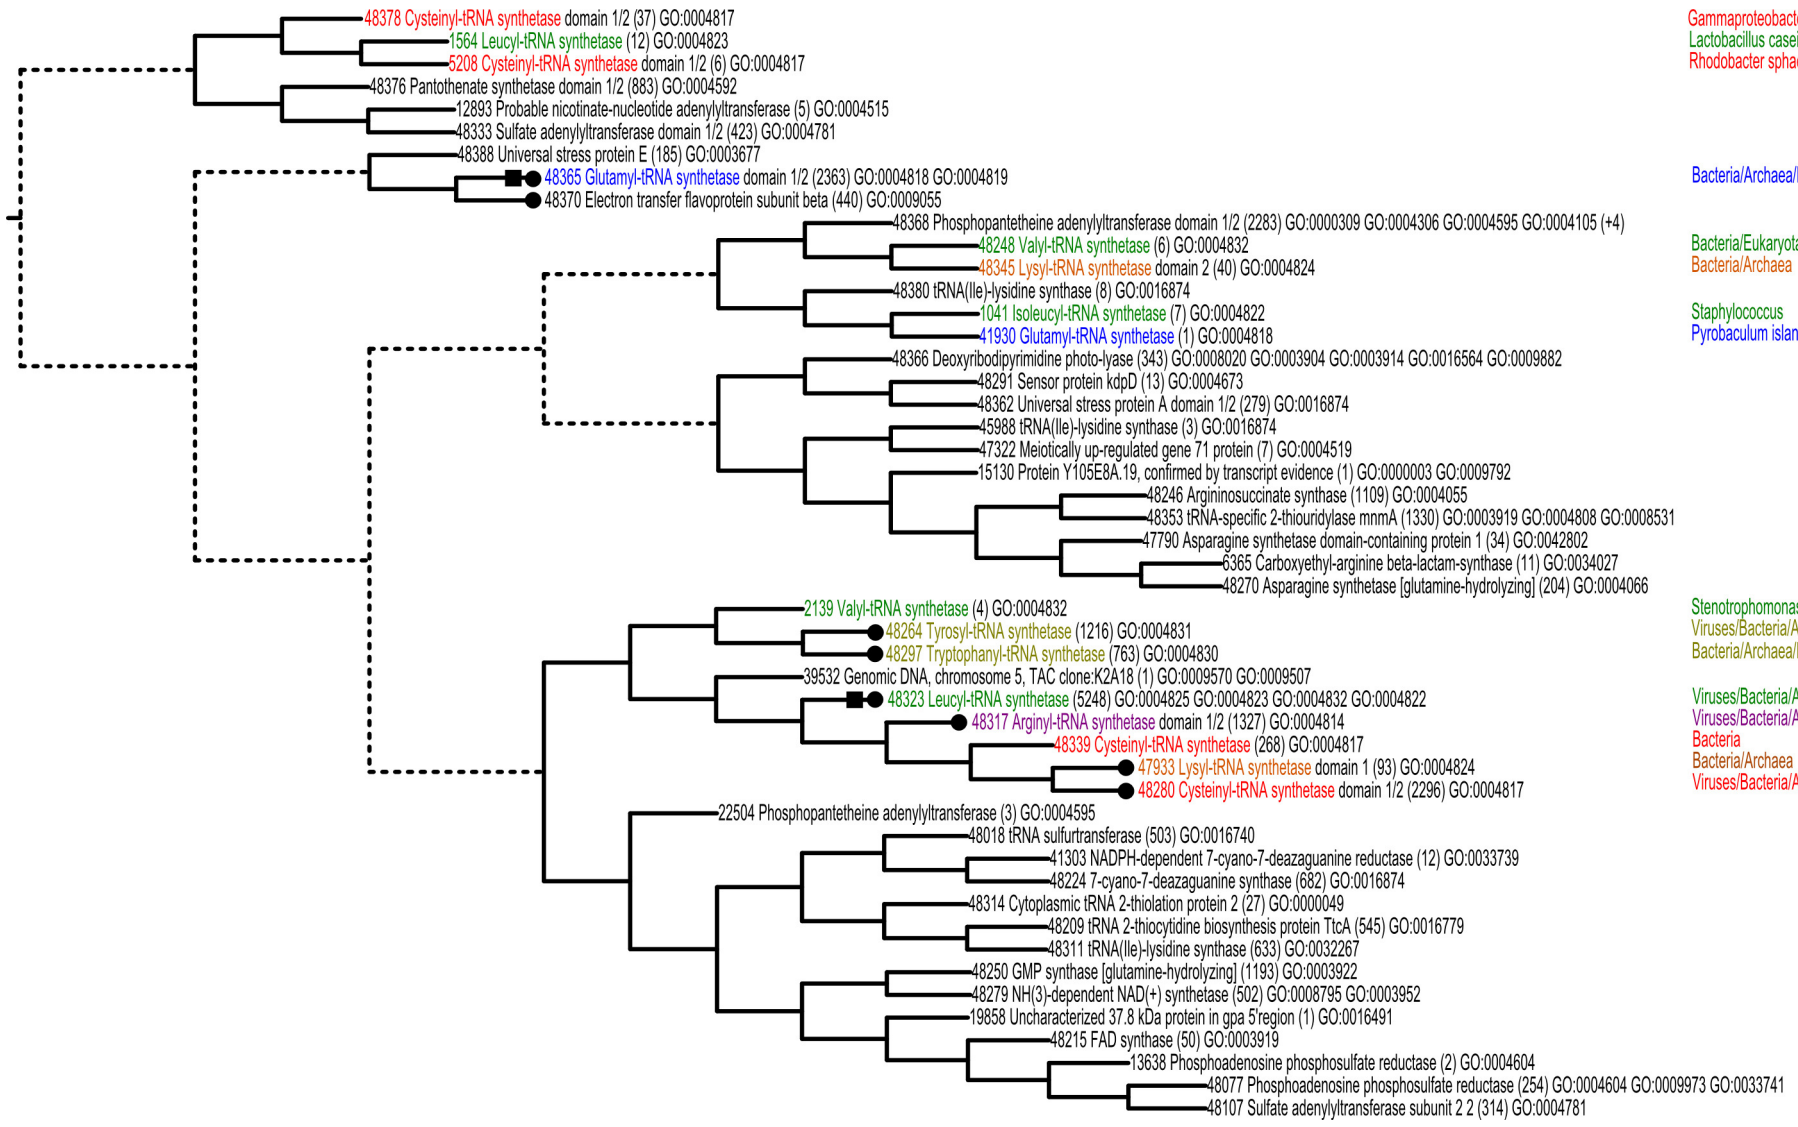 48378 Cysteinyl-tRNA synthetase domain 1/2 (37) GO:0004817 Gammaproteobact
1564 Leucyl-tRNA synthetase (12) GO:0004823 Lactobacillus casei
5208 Cysteinyl-tRNA synthetase domain 1/2 (6) GO:0004817 Rhodobacter sphae
48376 Pantothenate synthetase domain 1/2 (883) GO:0004592
12893 Probable nicotinate-nucleotide adenylyltransferase (5) GO:0004515
48333 Sulfate adenylyltransferase domain 1/2 (423) GO:0004781
48388 Universal stress protein E (185) GO:0003677
48365 Glutamyl-tRNA synthetase domain 1/2 (2363) GO:0004818 GO:0004819 Bacteria/Archaea/
48370 Electron transfer flavoprotein subunit beta (440) GO:0009055
48368 Phosphopantetheine adenylyltransferase domain 1/2 (2283) GO:0000309 GO:0004306 GO:0004595 GO:0004105 (+4)
48248 Valyl-tRNA synthetase (6) GO:0004832 Bacteria/Eukaryota
48345 Lysyl-tRNA synthetase domain 2 (40) GO:0004824 Bacteria/Archaea
48380 tRNA(Ile)-lysidine synthase (8) GO:0016874
1041 Isoleucyl-tRNA synthetase (7) GO:0004822 Staphylococcus
41930 Glutamyl-tRNA synthetase (1) GO:0004818 Pyrobaculum islan
48366 Deoxyribodipyrimidine photo-lyase (343) GO:0008020 GO:0003904 GO:0003914 GO:0016564 GO:0009882
48291 Sensor protein kdpD (13) GO:0004673
48362 Universal stress protein A domain 1/2 (279) GO:0016874
45988 tRNA(Ile)-lysidine synthase (3) GO:0016874
47322 Meiotically up-regulated gene 71 protein (7) GO:0004519
15130 Protein Y105E8A.19, confirmed by transcript evidence (1) GO:0000003 GO:0009792
48246 Argininosuccinate synthase (1109) GO:0004055
48353 tRNA-specific 2-thiouridylase mnmA (1330) GO:0003919 GO:0004808 GO:0008531
47790 Asparagine synthetase domain-containing protein 1 (34) GO:0042802
6365 Carboxyethyl-arginine beta-lactam-synthase (11) GO:0034027
48270 Asparagine synthetase [glutamine-hydrolyzing] (204) GO:0004066
2139 Valyl-tRNA synthetase (4) GO:0004832 Stenotrophomonas
48264 Tyrosyl-tRNA synthetase (1216) GO:0004831 Viruses/Bacteria/A
48297 Tryptophanyl-tRNA synthetase (763) GO:0004830 Bacteria/Archaea/
39532 Genomic DNA, chromosome 5, TAC clone:K2A18 (1) GO:0009570 GO:0009507
48323 Leucyl-tRNA synthetase (5248) GO:0004825 GO:0004823 GO:0004832 GO:0004822 Viruses/Bacteria/A
48317 Arginyl-tRNA synthetase domain 1/2 (1327) GO:0004814 Viruses/Bacteria/A
48339 Cysteinyl-tRNA synthetase (268) GO:0004817 Bacteria
47933 Lysyl-tRNA synthetase domain 1 (93) GO:0004824 Bacteria/Archaea
48280 Cysteinyl-tRNA synthetase domain 1/2 (2296) GO:0004817 Viruses/Bacteria/A
22504 Phosphopantetheine adenylyltransferase (3) GO:0004595
48018 tRNA sulfurtransferase (503) GO:0016740
41303 NADPH-dependent 7-cyano-7-deazaguanine reductase (12) GO:0033739
48224 7-cyano-7-deazaguanine synthase (682) GO:0016874
48314 Cytoplasmic tRNA 2-thiolation protein 2 (27) GO:0000049
48209 tRNA 2-thiocytidine biosynthesis protein TtcA (545) GO:0016779
48311 tRNA(Ile)-lysidine synthase (633) GO:0032267
48250 GMP synthase [glutamine-hydrolyzing] (1193) GO:0003922
48279 NH(3)-dependent NAD(+) synthetase (502) GO:0008795 GO:0003952
19858 Uncharacterized 37.8 kDa protein in gpa 5'region (1) GO:0016491
48215 FAD synthase (50) GO:0003919
13638 Phosphoadenosine phosphosulfate reductase (2) GO:0004604
48077 Phosphoadenosine phosphosulfate reductase (254) GO:0004604 GO:0009973 GO:0033741
48107 Sulfate adenylyltransferase subunit 2 2 (314) GO:0004781